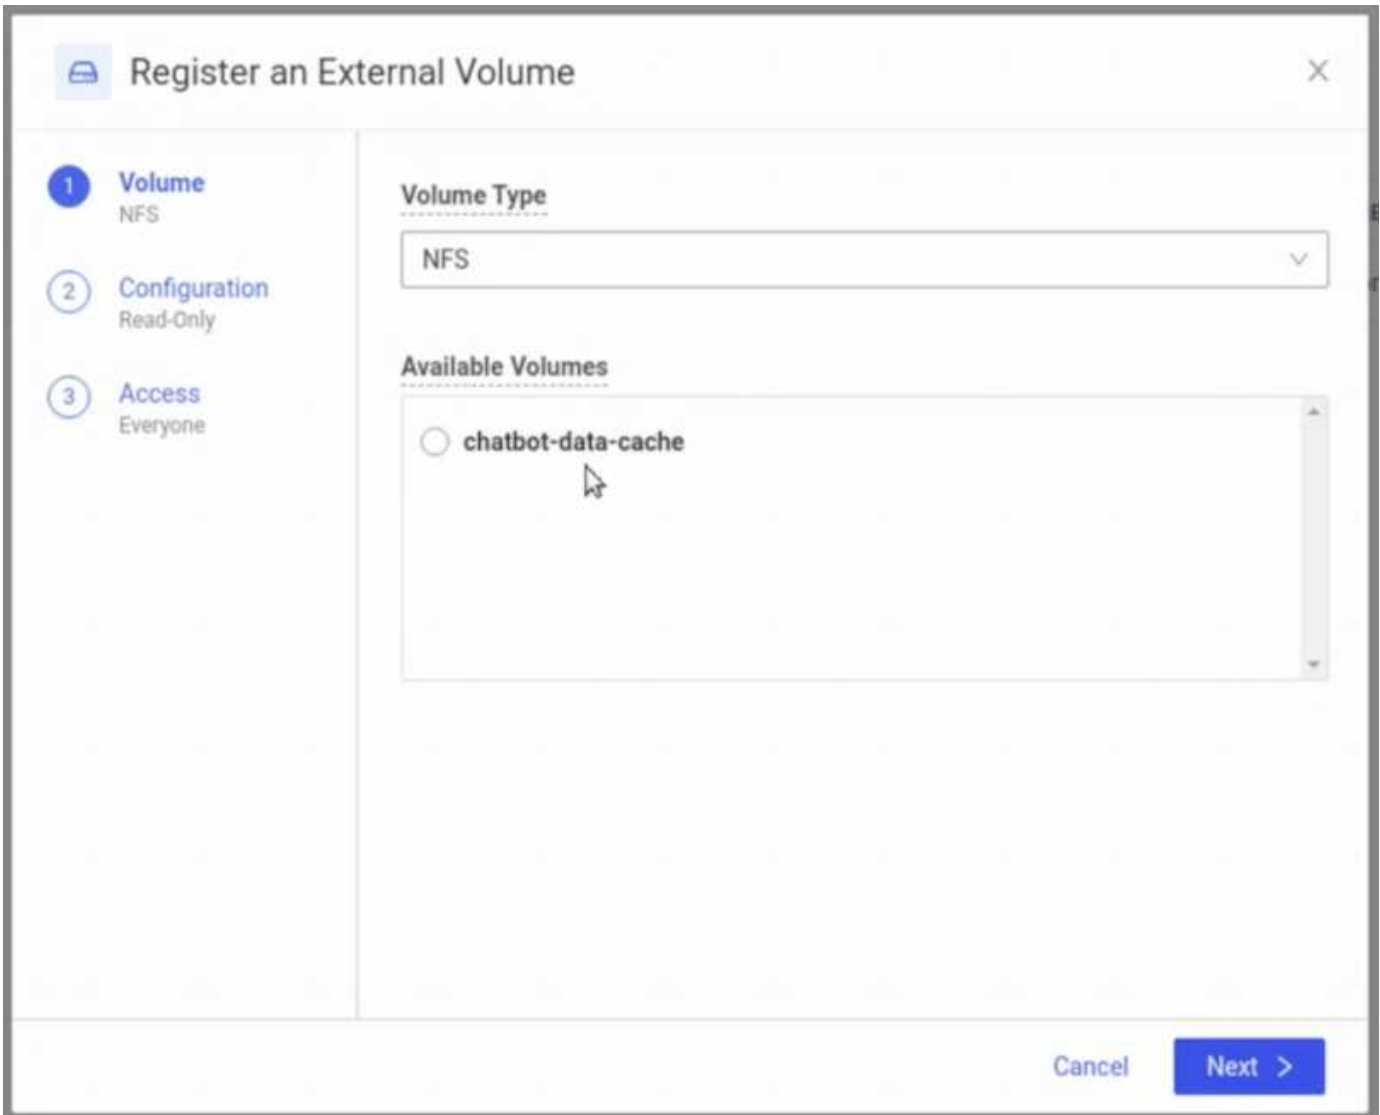 Register an External Volume
1
Volume
NFS
2
Configuration
Read-Only
3
Access
Everyone
Volume Type
NFS
Available Volumes
chatbot-data-cache
Cancel
Next